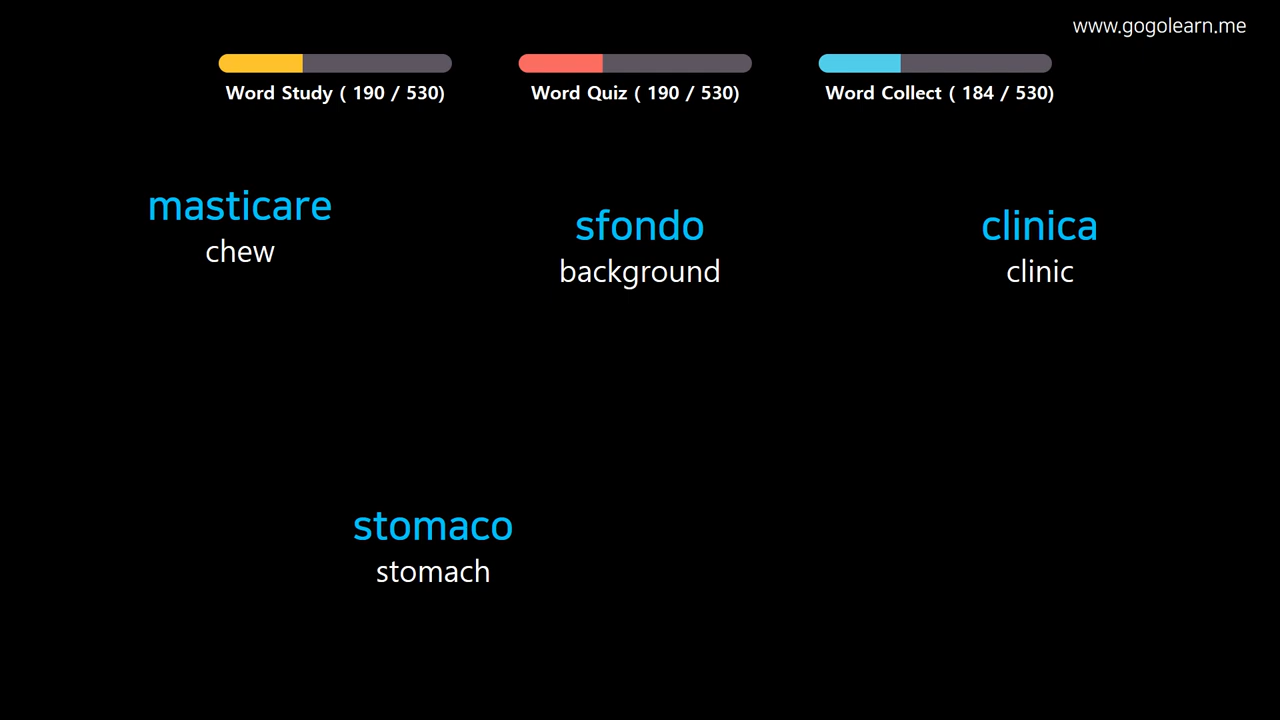 www.gogolearn.me
Word Study ( 190 / 530)
Word Quiz ( 190 / 530)
Word Collect ( 184 / 530)
masticare
chew
sfondo
background
clinica
clinic
stomaco
stomach